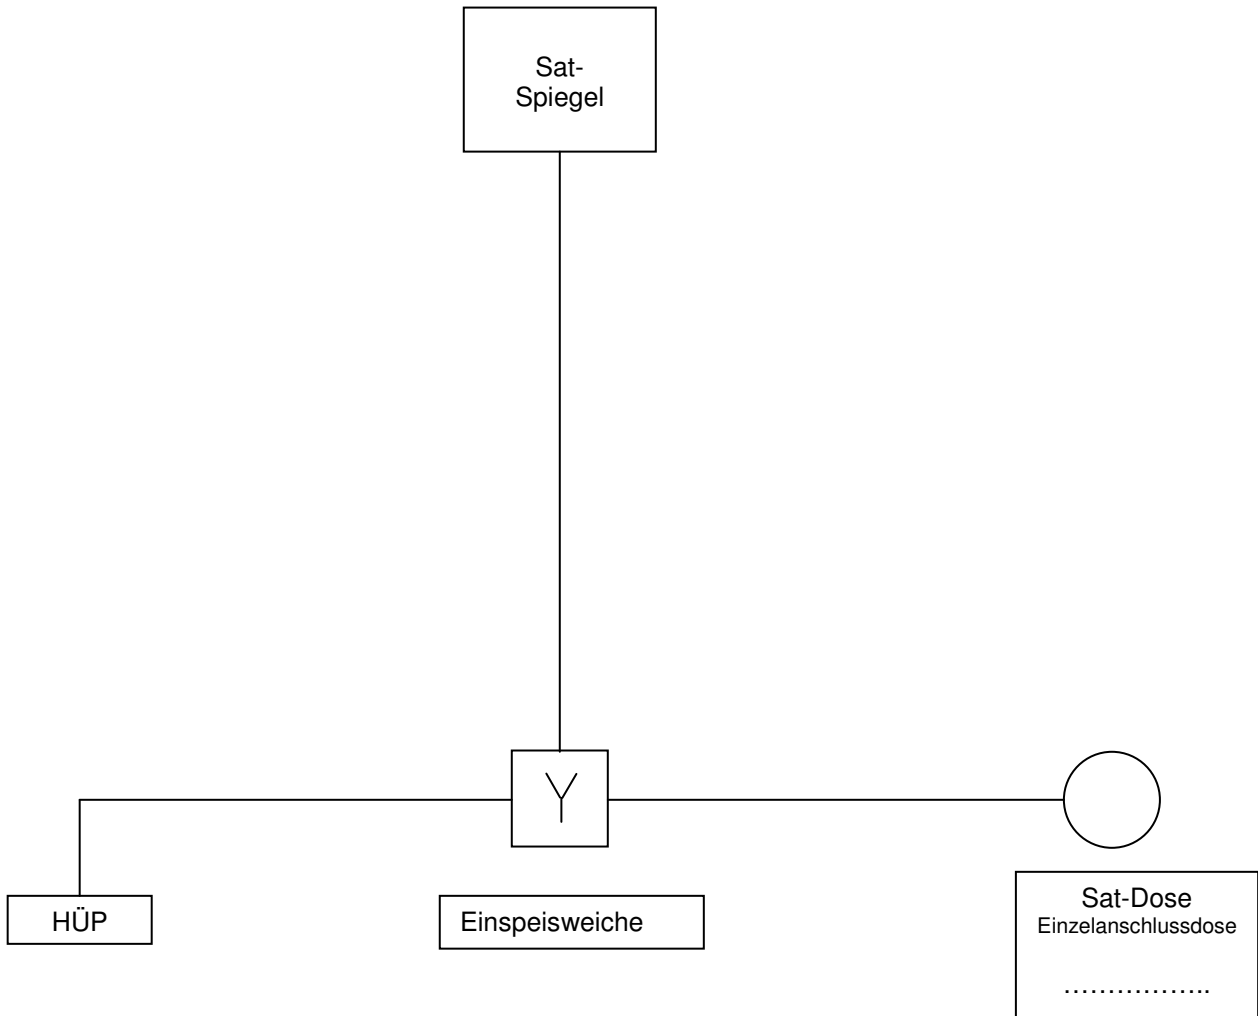 Sat-
Spiegel
Y
HÜP
Einspeisweiche
Sat-Dose
Einzelanschlussdose
……………..